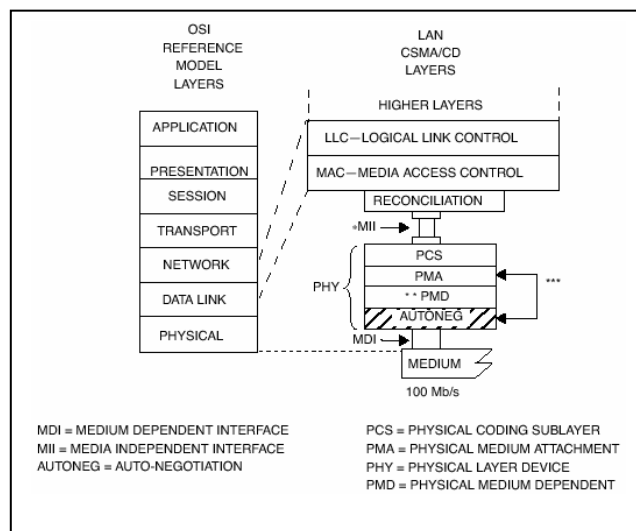 OSI
REFERENCE
MODEL
LAYERS
APPLICATION
PRESENTATION
SESSION
TRANSPORT
NETWORK
DATA LINK
PHYSICAL
LAN
CSMA/CD
LAYERS
HIGHER LAYERS
LLC—LOGICAL LINK CONTROL
MAC—MEDIA ACCESS CONTROL
RECONCILIATION
*MII
PCS
PMA
***
PHY
** PMD
AUTONEG
MDI
MEDIUM
100 Mb/s
MDI = MEDIUM DEPENDENT INTERFACE
MII = MEDIA INDEPENDENT INTERFACE
AUTONEG = AUTO-NEGOTIATION
PCS = PHYSICAL CODING SUBLAYER
PMA = PHYSICAL MEDIUM ATTACHMENT
PHY = PHYSICAL LAYER DEVICE
PMD = PHYSICAL MEDIUM DEPENDENT